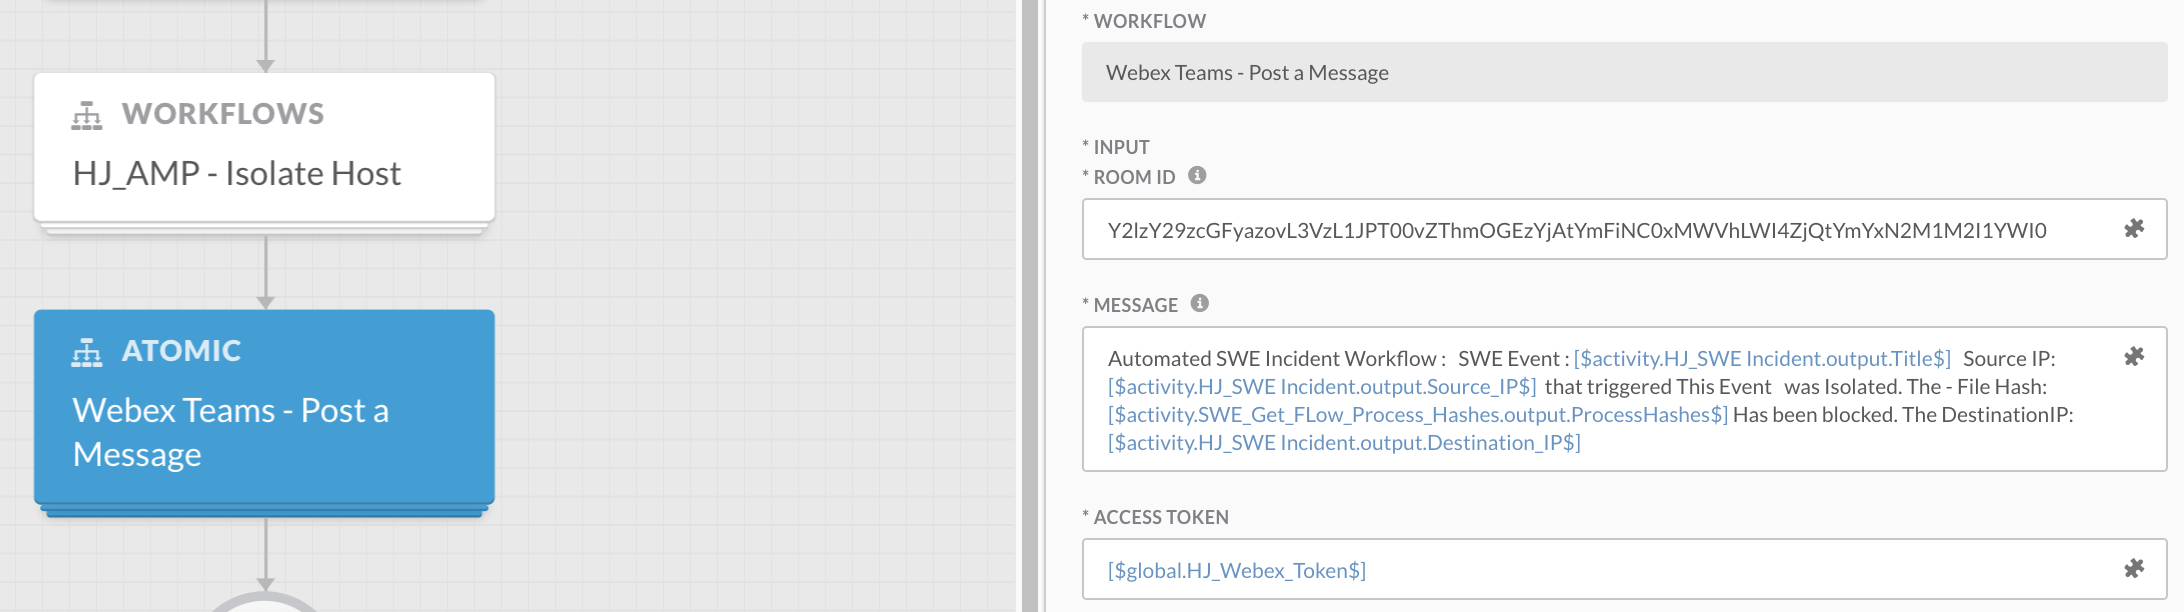 WORKFLOWS
HJ_AMP - Isolate Host
ATOMIC
Webex Teams - Post a
Message
* WORKFLOW
Webex Teams - Post a Message
* INPUT
* ROOM ID
Y2lzY29zcGFyazovL3VzL1JPT00vZThmOGEzYjAtYmFiNC0xMWVhLWI4ZjQtYmYxN2M1M2I1YWI0
* MESSAGE
Automated SWE Incident Workflow : SWE Event : [$activity.HJ_SWE Incident.output.Title$] Source IP:
[$activity.HJ_SWE Incident.output.Source_IP$] that triggered This Event was Isolated. The - File Hash:
[$activity.SWE_Get_FLow_Process_Hashes.output.ProcessHashes$] Has been blocked. The DestinationIP:
[$activity.HJ_SWE Incident.output.Destination_IP$]
* ACCESS TOKEN
[$global.HJ_Webex_Token$]